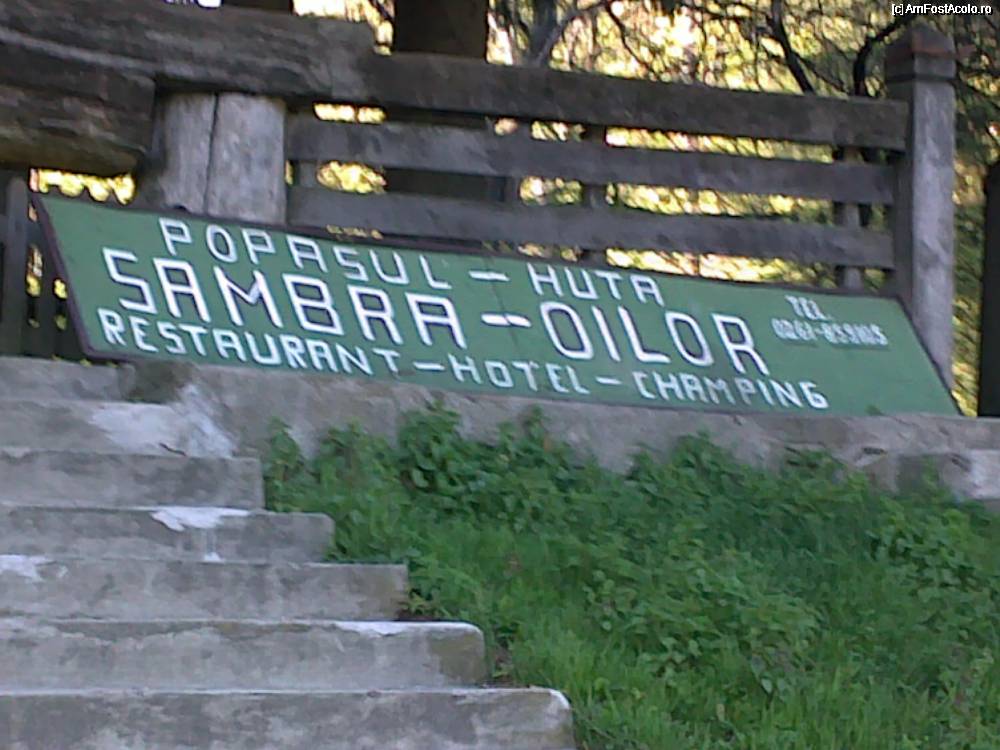 [c] AmFostAcolo.ro
POPASUL - HUTA
SAMBRA - OILOR
TEL.
RESTAURANT - HOTEL - CHAMPING